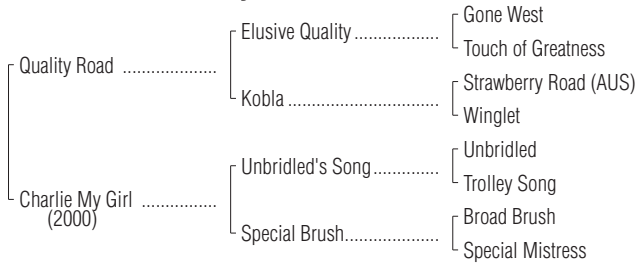 Gone West
Elusive Quality ..................
Touch of Greatness
Quality Road ....................
Strawberry Road (AUS)
Kobla ................................
Winglet
Unbridled
Unbridled's Song..............
Trolley Song
Charlie My Girl ................
(2000)
Broad Brush
Special Brush....................
Special Mistress